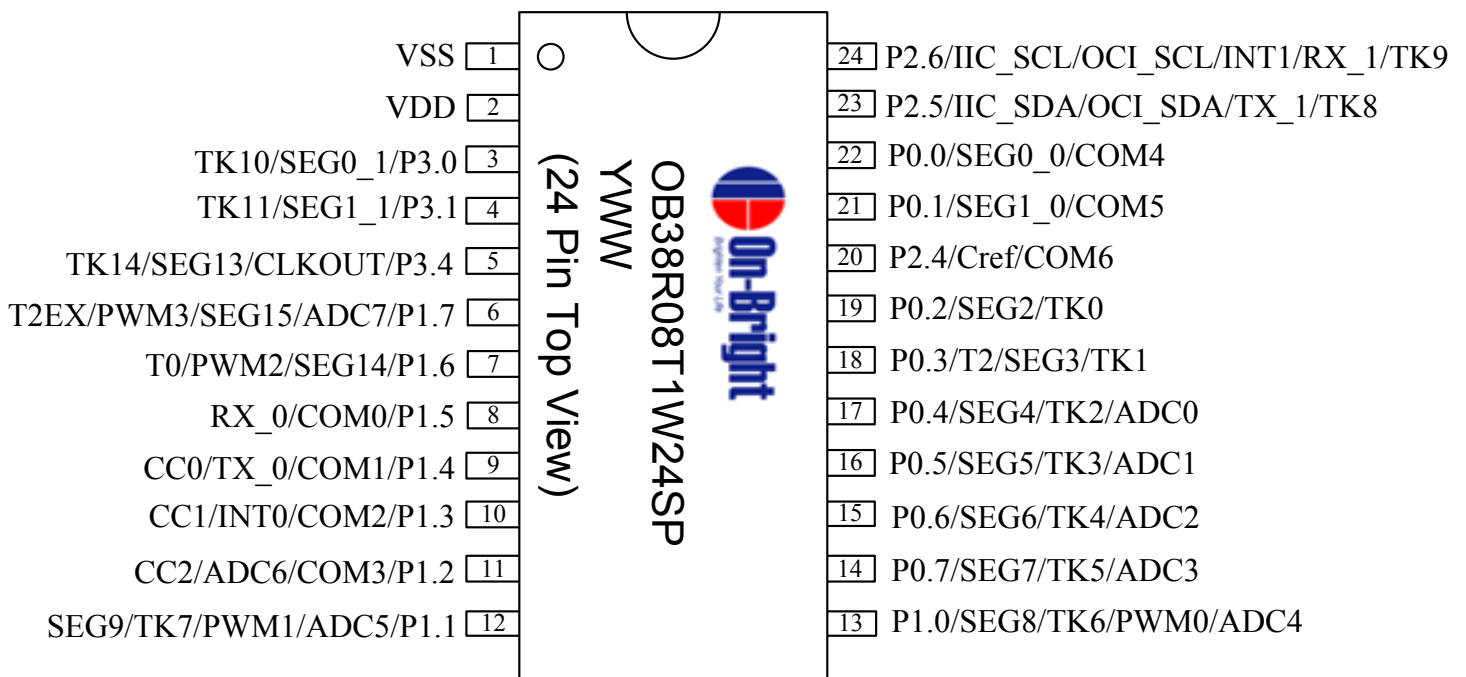 VSS 1
VDD 2
TK10/SEG0_1/P3.0 3
TK11/SEG1_1/P3.1 4
TK14/SEG13/CLKOUT/P3.4 5
T2EX/PWM3/SEG15/ADC7/P1.7 6
T0/PWM2/SEG14/P1.6 7
RX_0/COM0/P1.5 8
CC0/TX_0/COM1/P1.4 9
CC1/INT0/COM2/P1.3 10
CC2/ADC6/COM3/P1.2 11
SEG9/TK7/PWM1/ADC5/P1.1 12
On-Bright
Brighten Your Life
OB38R08T1W24SP
YWW
(24 Pin Top View)
24 P2.6/IIC_SCL/OCI_SCL/INT1/RX_1/TK9
23 P2.5/IIC_SDA/OCI_SDA/TX_1/TK8
22 P0.0/SEG0_0/COM4
21 P0.1/SEG1_0/COM5
20 P2.4/Cref/COM6
19 P0.2/SEG2/TK0
18 P0.3/T2/SEG3/TK1
17 P0.4/SEG4/TK2/ADC0
16 P0.5/SEG5/TK3/ADC1
15 P0.6/SEG6/TK4/ADC2
14 P0.7/SEG7/TK5/ADC3
13 P1.0/SEG8/TK6/PWM0/ADC4